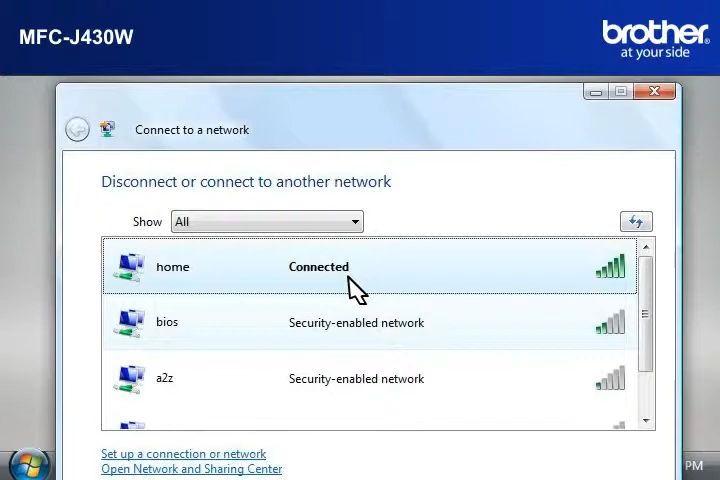 MFC-J430W
brother
at your side
Connect to a network
Disconnect or connect to another network
Show All
home Connected
bios Security-enabled network
a2z Security-enabled network
Set up a connection or network
Open Network and Sharing Center
PM